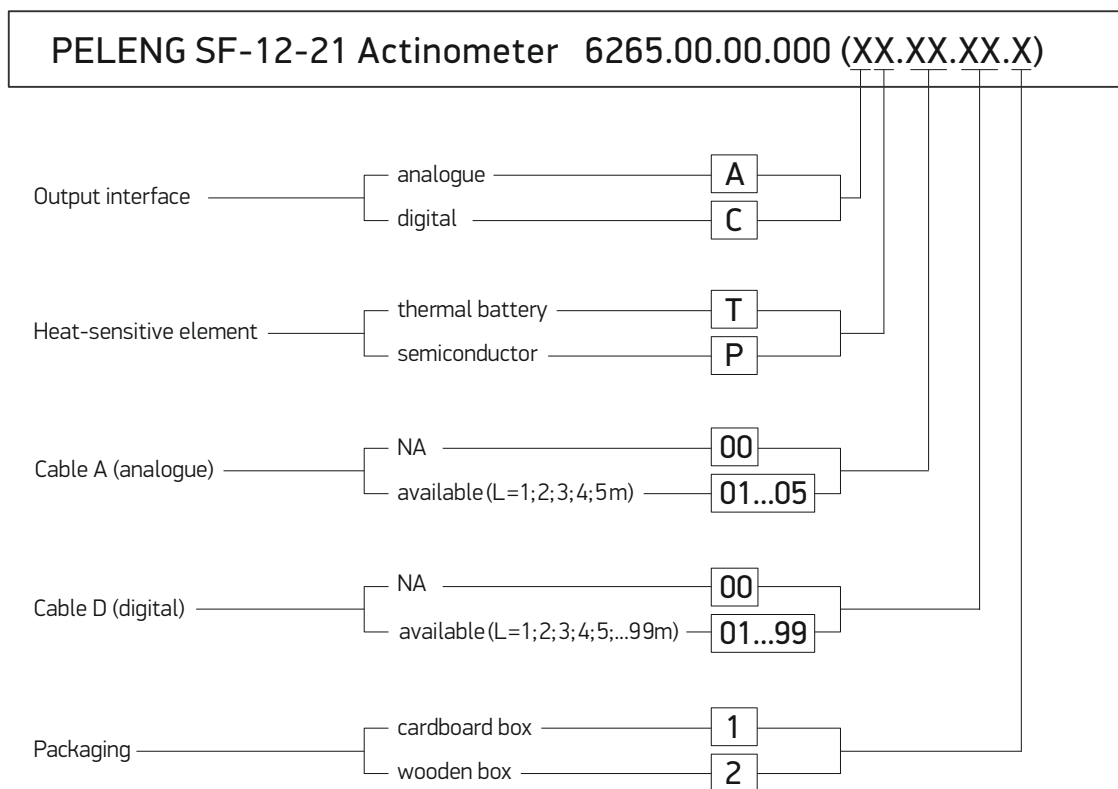 PELENG SF-12-21 Actinometer 6265.00.00.000 (XX.XX.XX.X)
Output interface
analogue
A
digital
C
Heat-sensitive element
thermal battery
T
semiconductor
P
Cable A (analogue)
NA
00
available (L=1; 2; 3; 4; 5m)
01...05
Cable D (digital)
NA
00
available (L=1; 2; 3; 4; 5;...99m)
01...99
Packaging
cardboard box
1
wooden box
2